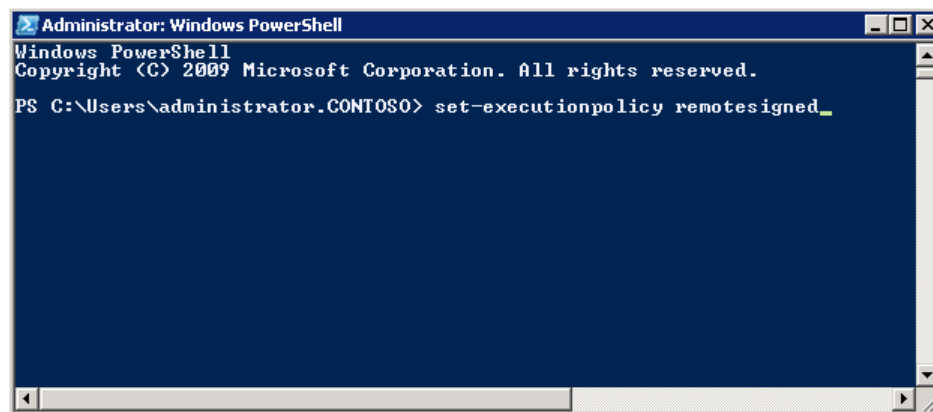 Administrator: Windows PowerShell
Windows PowerShell
Copyright (C) 2009 Microsoft Corporation. All rights reserved.
PS C:\Users\administrator.CONTOSO> set-executionpolicy remotesigned_